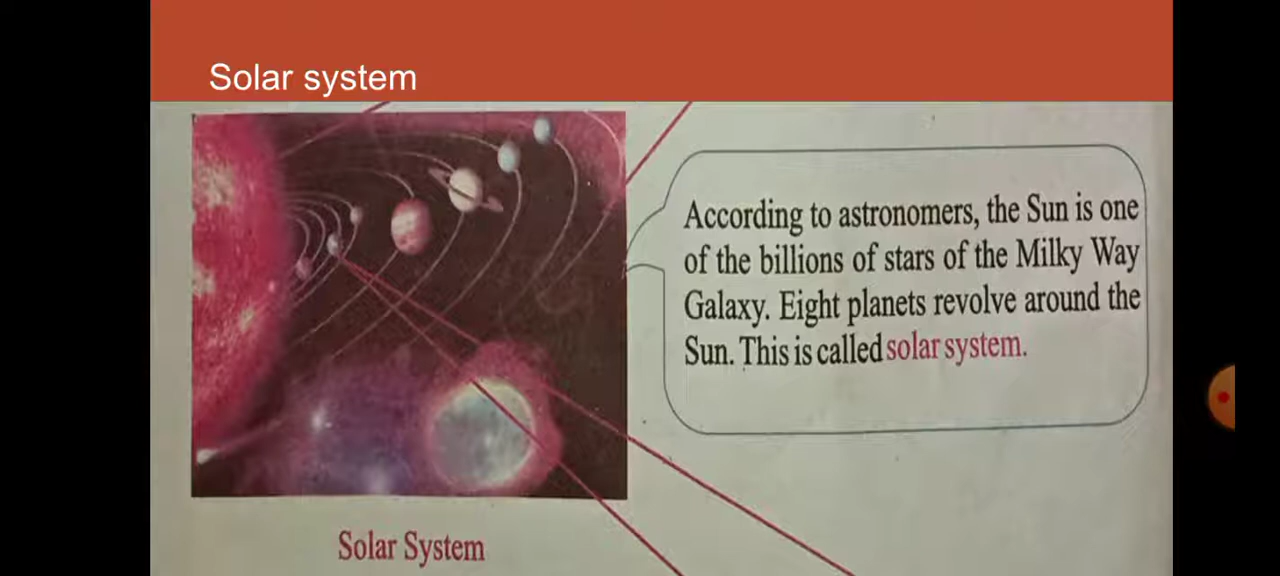 Solar system
According to astronomers, the Sun is one
of the billions of stars of the Milky Way
Galaxy. Eight planets revolve around the
Sun. This is called solar system.
Solar System